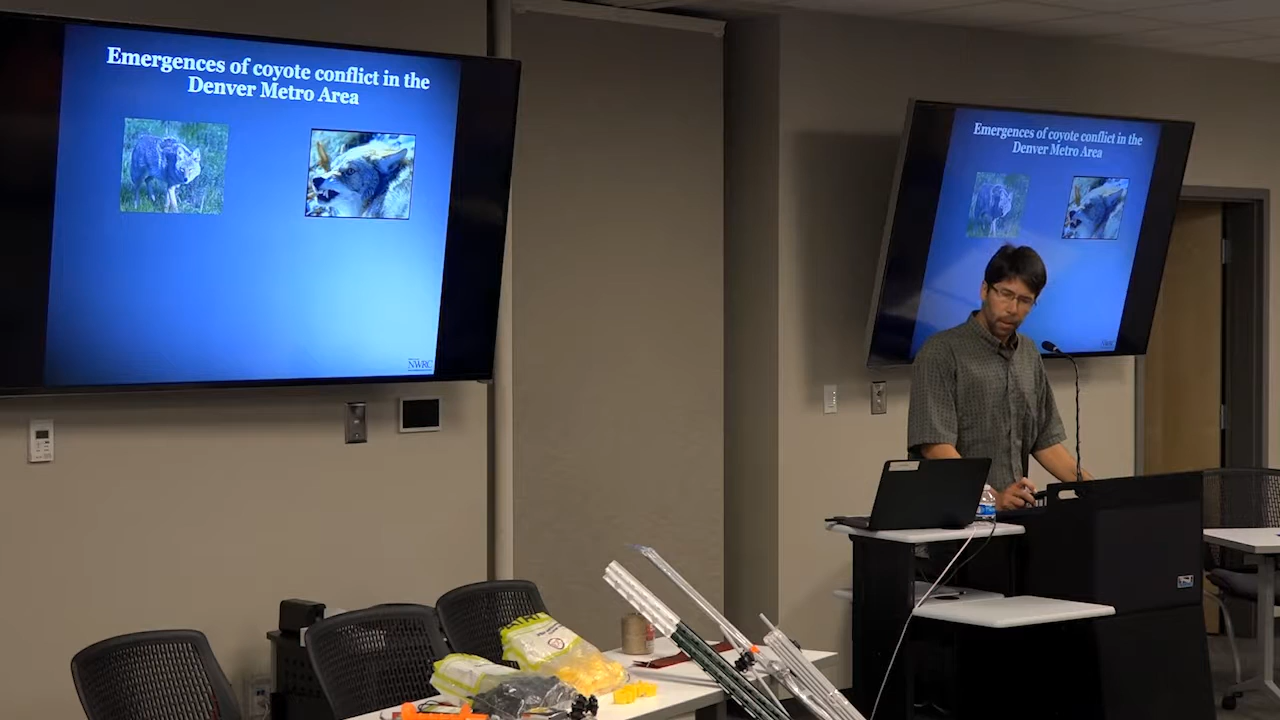 Emergences of coyote conflict in the
Denver Metro Area
NWRC
Emergences of coyote conflict in the
Denver Metro Area